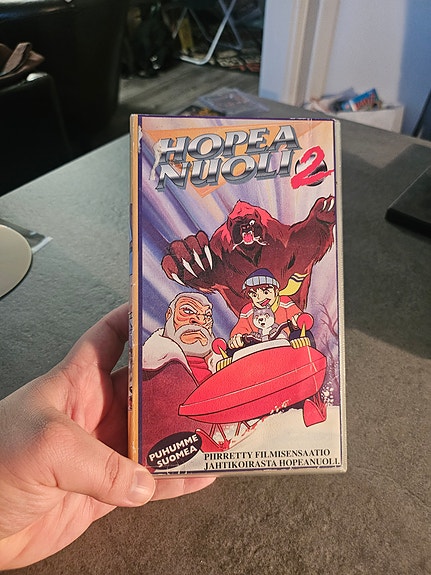 HOPEA
NUOLI 2
PUHUMME
SUOMEA
PIIRRETTY FILMISENSAATIO
JAHTIKOIRASTA HOPEANUOLI.